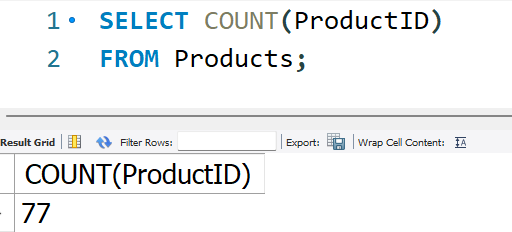 1 SELECT COUNT(ProductID)
2 FROM Products;
Result Grid Filter Rows: Export: Wrap Cell Content:
COUNT(ProductID)
77